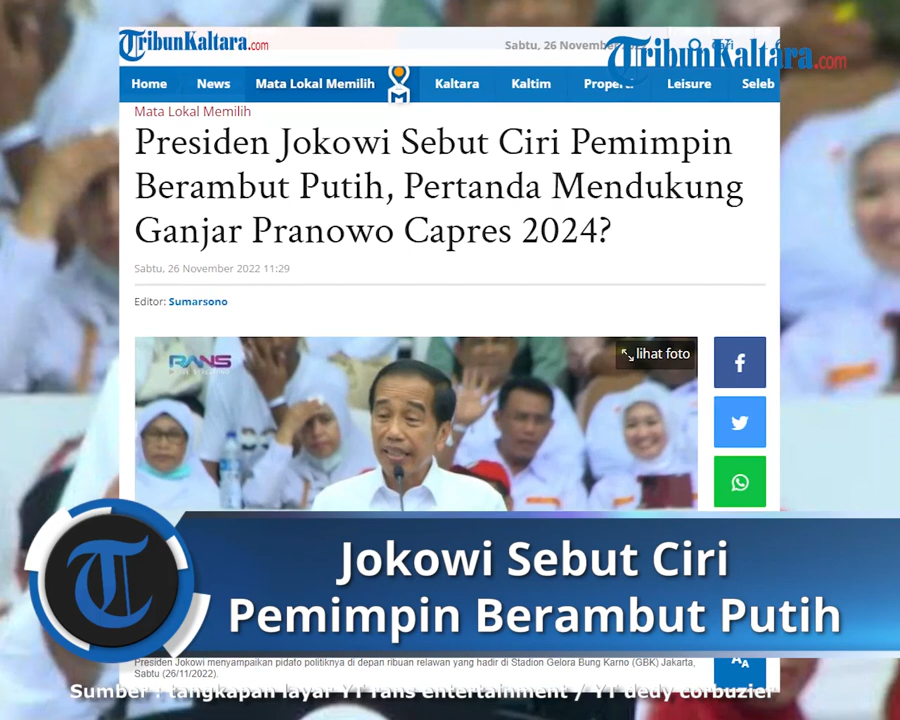 TribunKaltara.com
Sabtu, 26 November
TribunKaltara.com
Home News Mata Lokal Memilih Kaltara Kaltim Leisure Seleb
Mata Lokal Memilih
Presiden Jokowi Sebut Ciri Pemimpin
Berambut Putih, Pertanda Mendukung
Ganjar Pranowo Capres 2024?
Sabtu, 26 November 2022 11:29
Editor: Sumarsono
RANS
lihat foto
Jokowi Sebut Ciri
Pemimpin Berambut Putih
Presiden Jokowi menyampaikan pidato politiknya di depan ribuan relawan yang hadir di Stadion Gelora Bung Karno (GBK) Jakarta,
Sabtu (26/11/2022).
Sumber : tangkapan layar YT rans entertainment / YT dedy corbuzier